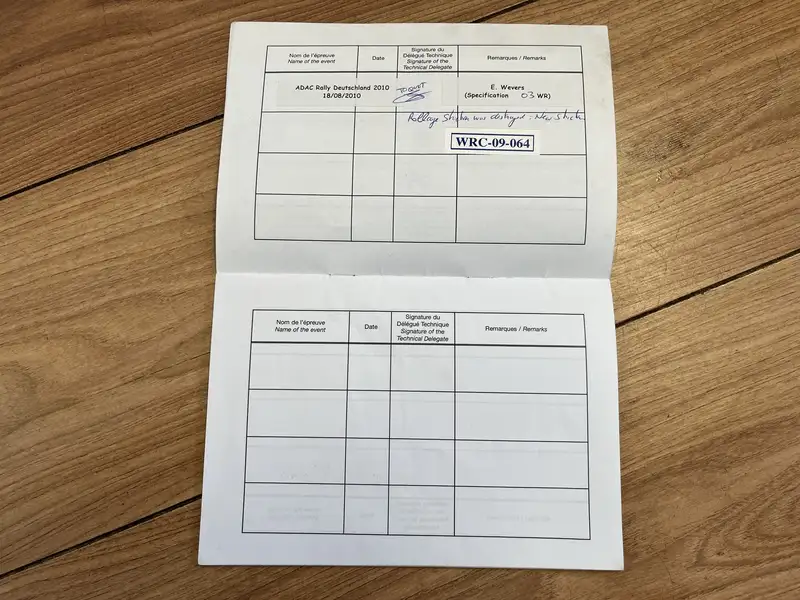 Nom de l'épreuve
Name of the event
Date
Signature du
Délégué Technique
Signature of the
Technical Delegate
Remarques / Remarks
ADAC Rally Deutschland 2010
18/08/2010
TOQUET
E. Wevers
(Specification 03 WR)
Rollcage Sticker was destroyed : New Stick
WRC-09-064
Nom de l'épreuve
Name of the event
Date
Signature du
Délégué Technique
Signature of the
Technical Delegate
Remarques / Remarks